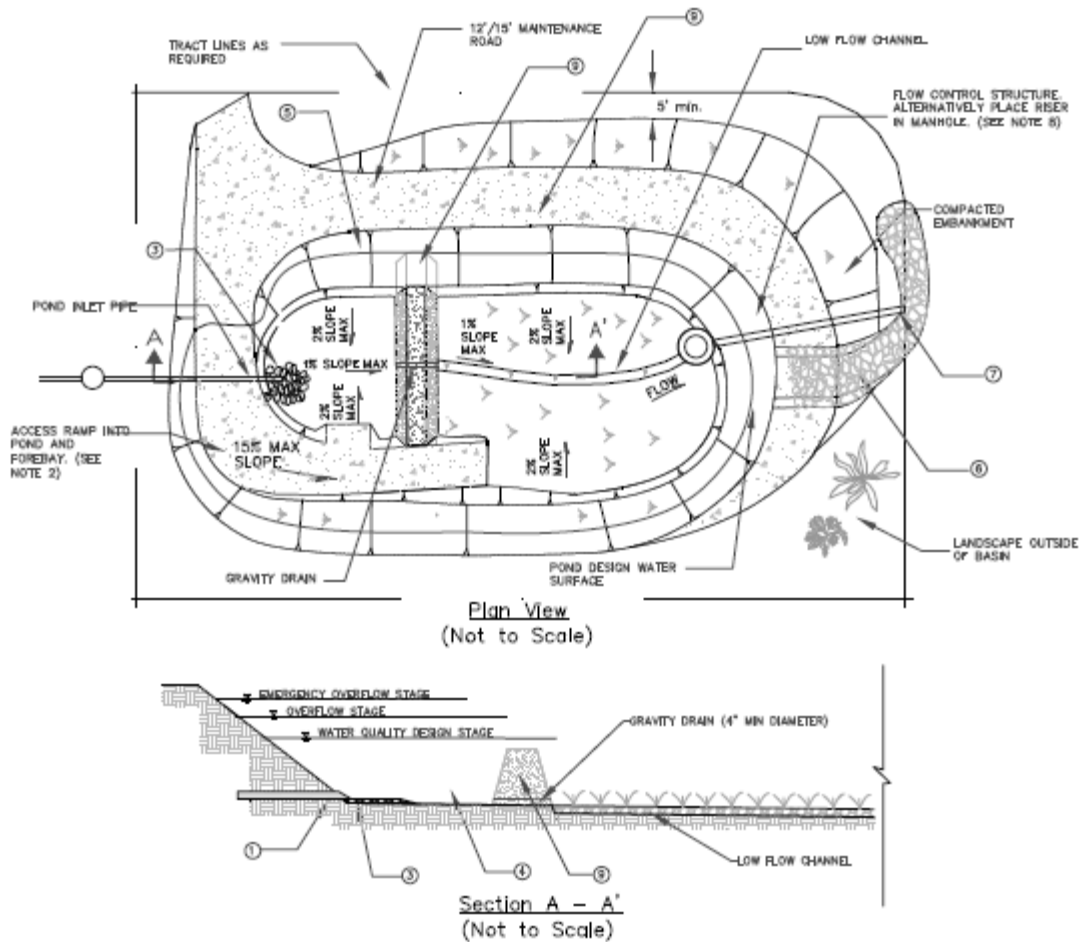 TRACT LINES AS
REQUIRED
12'/15' MAINTENANCE
ROAD
9
9
LOW FLOW CHANNEL
5' min.
FLOW CONTROL STRUCTURE.
ALTERNATIVELY PLACE RISER
IN MANHOLE. (SEE NOTE 8)
5
3
COMPACTED
EMBANKMENT
POND INLET PIPE
A
2% SLOPE MAX
2% SLOPE MAX
1% SLOPE MAX
2% SLOPE MAX
A'
1% SLOPE MAX
FLOW
7
2% SLOPE MAX
ACCESS RAMP INTO
POND AND
FOREBAY. (SEE
NOTE 2)
15% MAX
SLOPE
2% SLOPE MAX
6
LANDSCAPE OUTSIDE
OF BASIN
GRAVITY DRAIN
POND DESIGN WATER
SURFACE
Plan View
(Not to Scale)
EMERGENCY OVERFLOW STAGE
OVERFLOW STAGE
WATER QUALITY DESIGN STAGE
GRAVITY DRAIN (4" MIN DIAMETER)
1
3
4
9
LOW FLOW CHANNEL
Section A - A'
(Not to Scale)